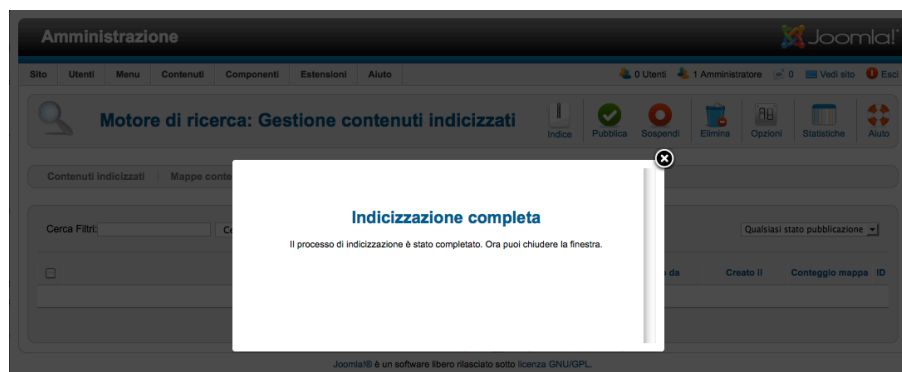 Amministrazione
Joomla!
Sito Utenti Menu Contenuti Componenti Estensioni Aiuto 0 Utenti 1 Amministratore 0 Vedi sito Esci
Motore di ricerca: Gestione contenuti indicizzati
Indice Pubblica Sospendi Elimina Opzioni Statistiche Aiuto
Contenuti indicizzati Mappe conte
Indicizzazione completa
Il processo di indicizzazione è stato completato. Ora puoi chiudere la finestra.
Cerca Filtri: Ce Qualsiasi stato pubblicazione
da Creato Il Conteggio mappa ID
Joomla!® è un software libero rilasciato sotto licenza GNU/GPL.